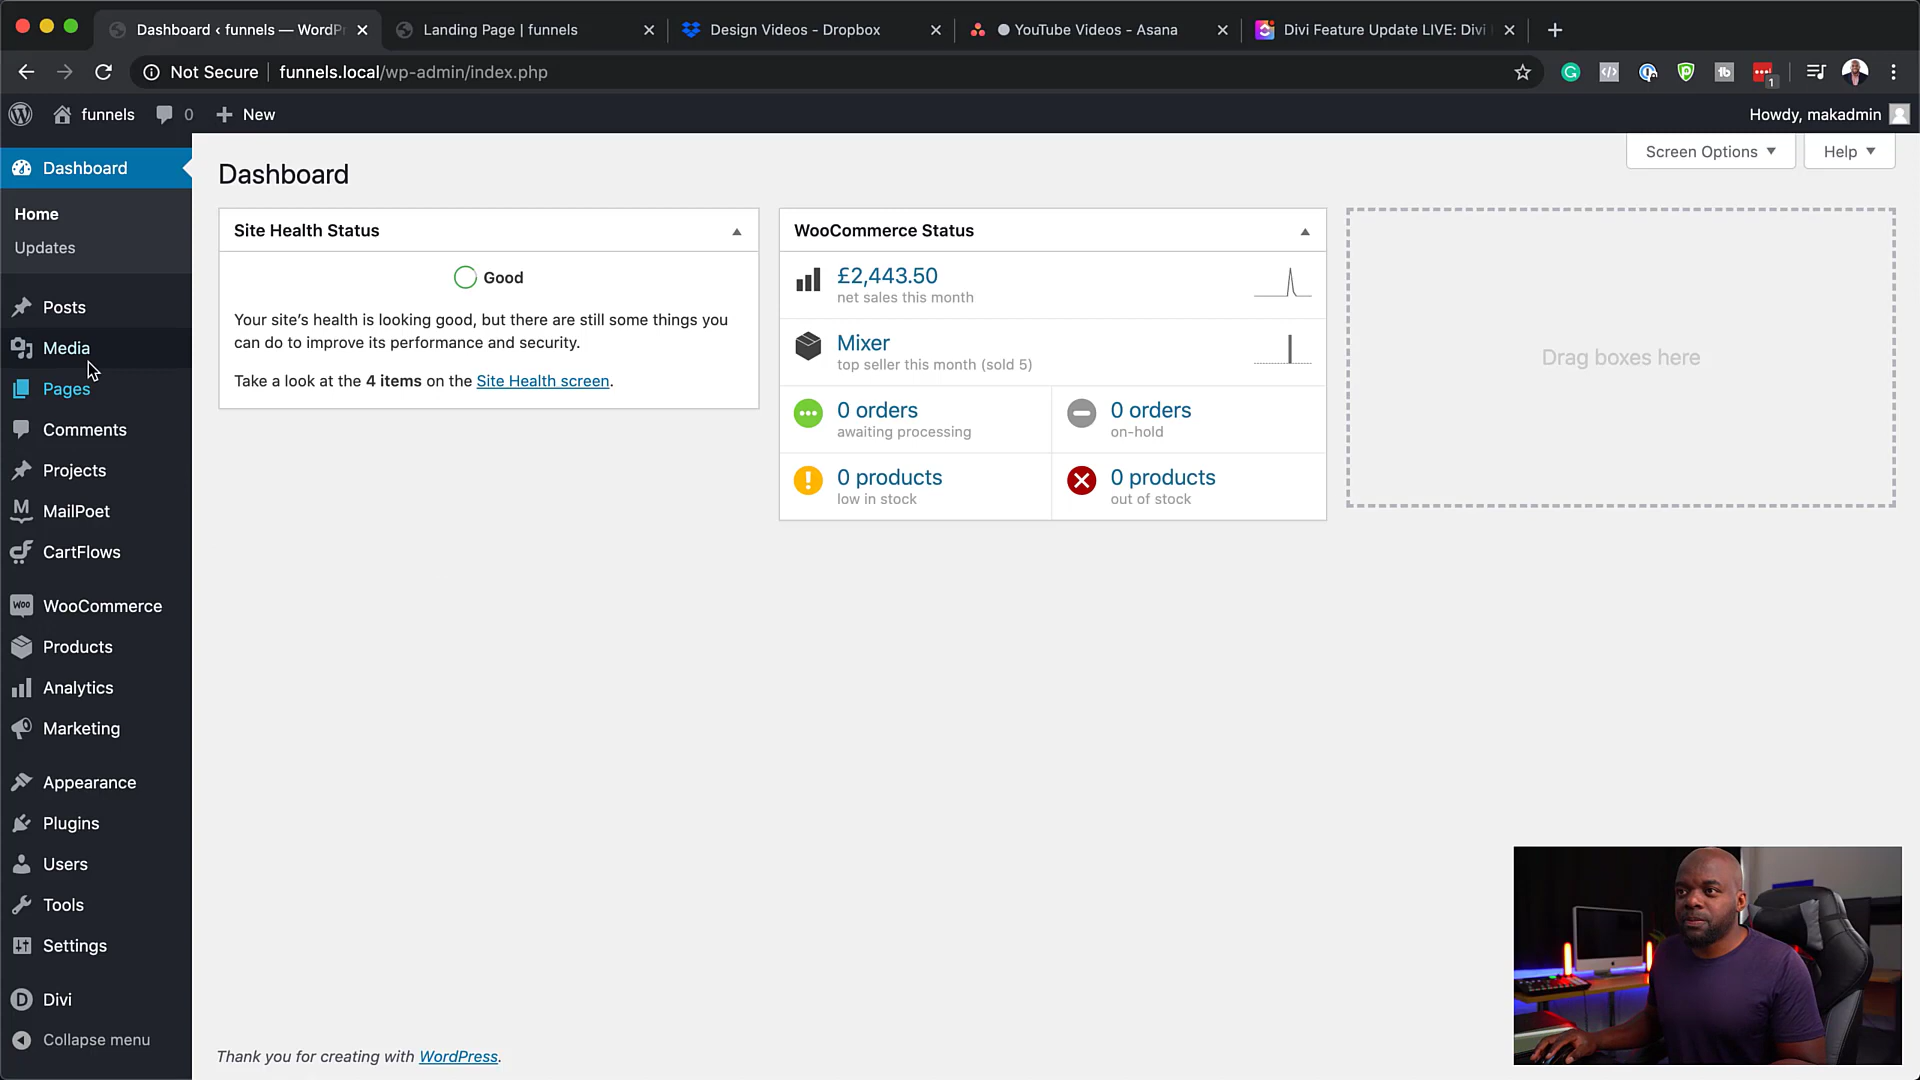 Dashboard ‹ funnels — WordPr
Landing Page | funnels
Design Videos - Dropbox
YouTube Videos - Asana
Divi Feature Update LIVE: Divi
Not Secure
funnels.local/wp-admin/index.php
1
funnels
0
New
Howdy, makadmin
Dashboard
Home
Updates
Posts
Media
Pages
Comments
Projects
MailPoet
CartFlows
WooCommerce
Products
Analytics
Marketing
Appearance
Plugins
Users
Tools
Settings
Divi
Collapse menu
Screen Options
Help
Dashboard
Site Health Status
Good
Your site's health is looking good, but there are still some things you
can do to improve its performance and security.
Take a look at the 4 items on the Site Health screen.
WooCommerce Status
£2,443.50
net sales this month
Mixer
top seller this month (sold 5)
0 orders
awaiting processing
0 orders
on-hold
0 products
low in stock
0 products
out of stock
Drag boxes here
Thank you for creating with WordPress.